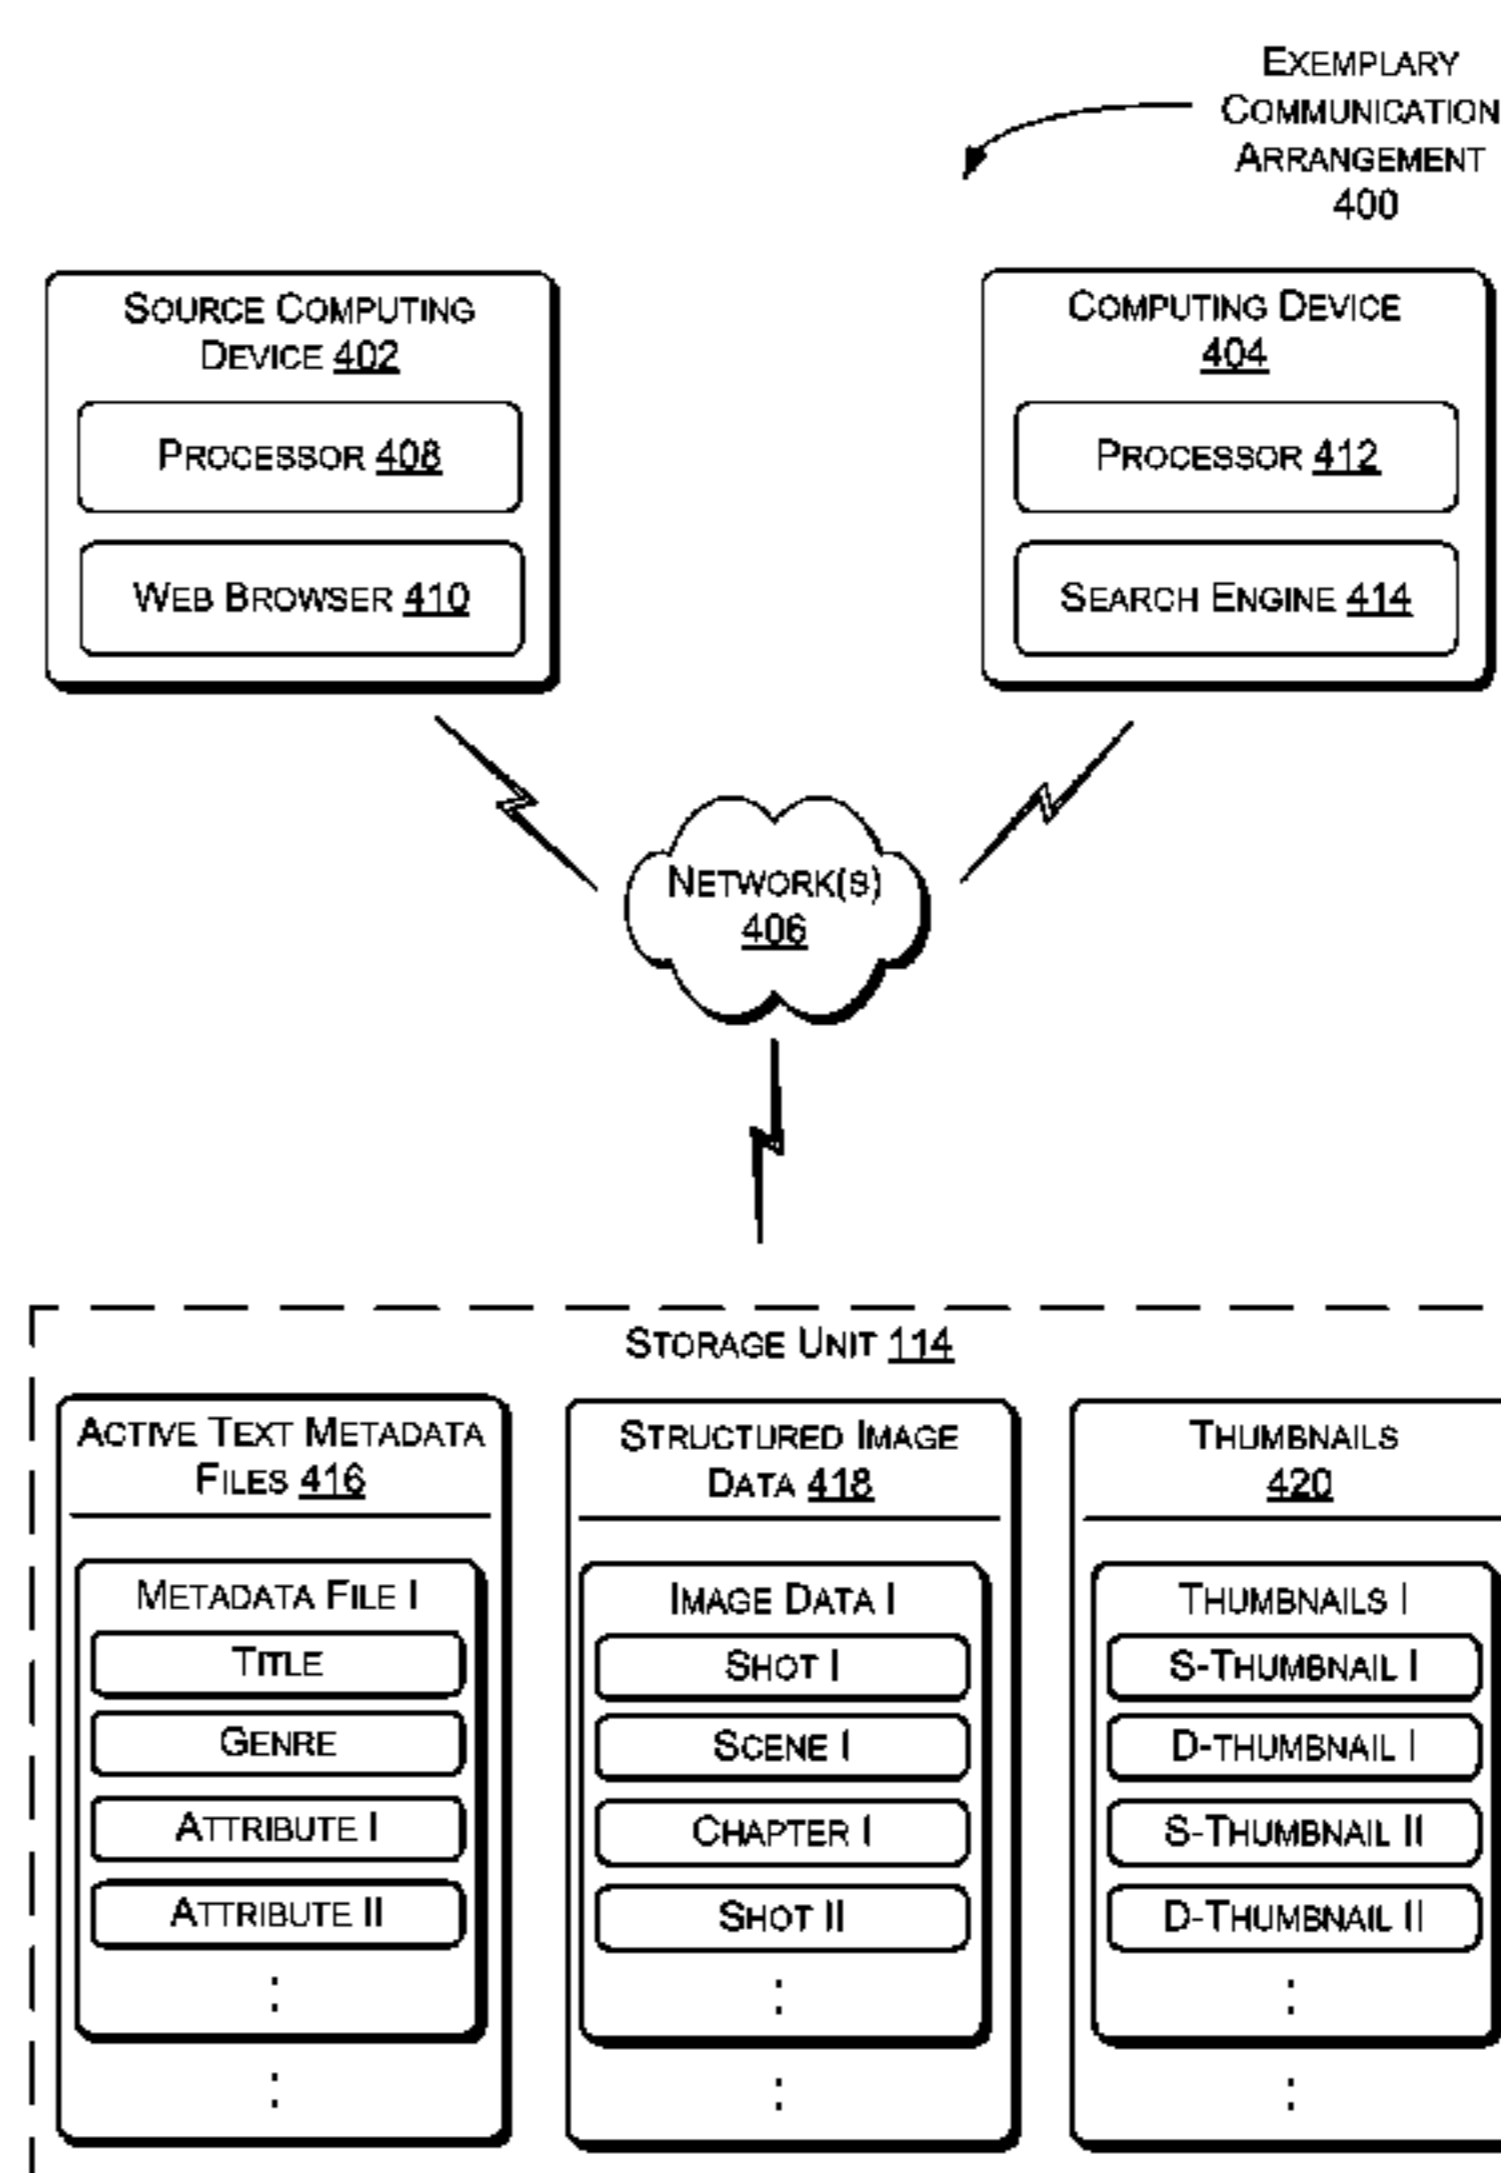 EXEMPLARY
COMMUNICATION
ARRANGEMENT
400
SOURCE COMPUTING
DEVICE 402
PROCESSOR 408
WEB BROWSER 410
COMPUTING DEVICE
404
PROCESSOR 412
SEARCH ENGINE 414
NETWORK(S)
406
STORAGE UNIT 114
ACTIVE TEXT METADATA
FILES 416
METADATA FILE I
TITLE
GENRE
ATTRIBUTE I
ATTRIBUTE II
STRUCTURED IMAGE
DATA 418
IMAGE DATA I
SHOT I
SCENE I
CHAPTER I
SHOT II
THUMBNAILS
420
THUMBNAILS I
S-THUMBNAIL I
D-THUMBNAIL I
S-THUMBNAIL II
D-THUMBNAIL II